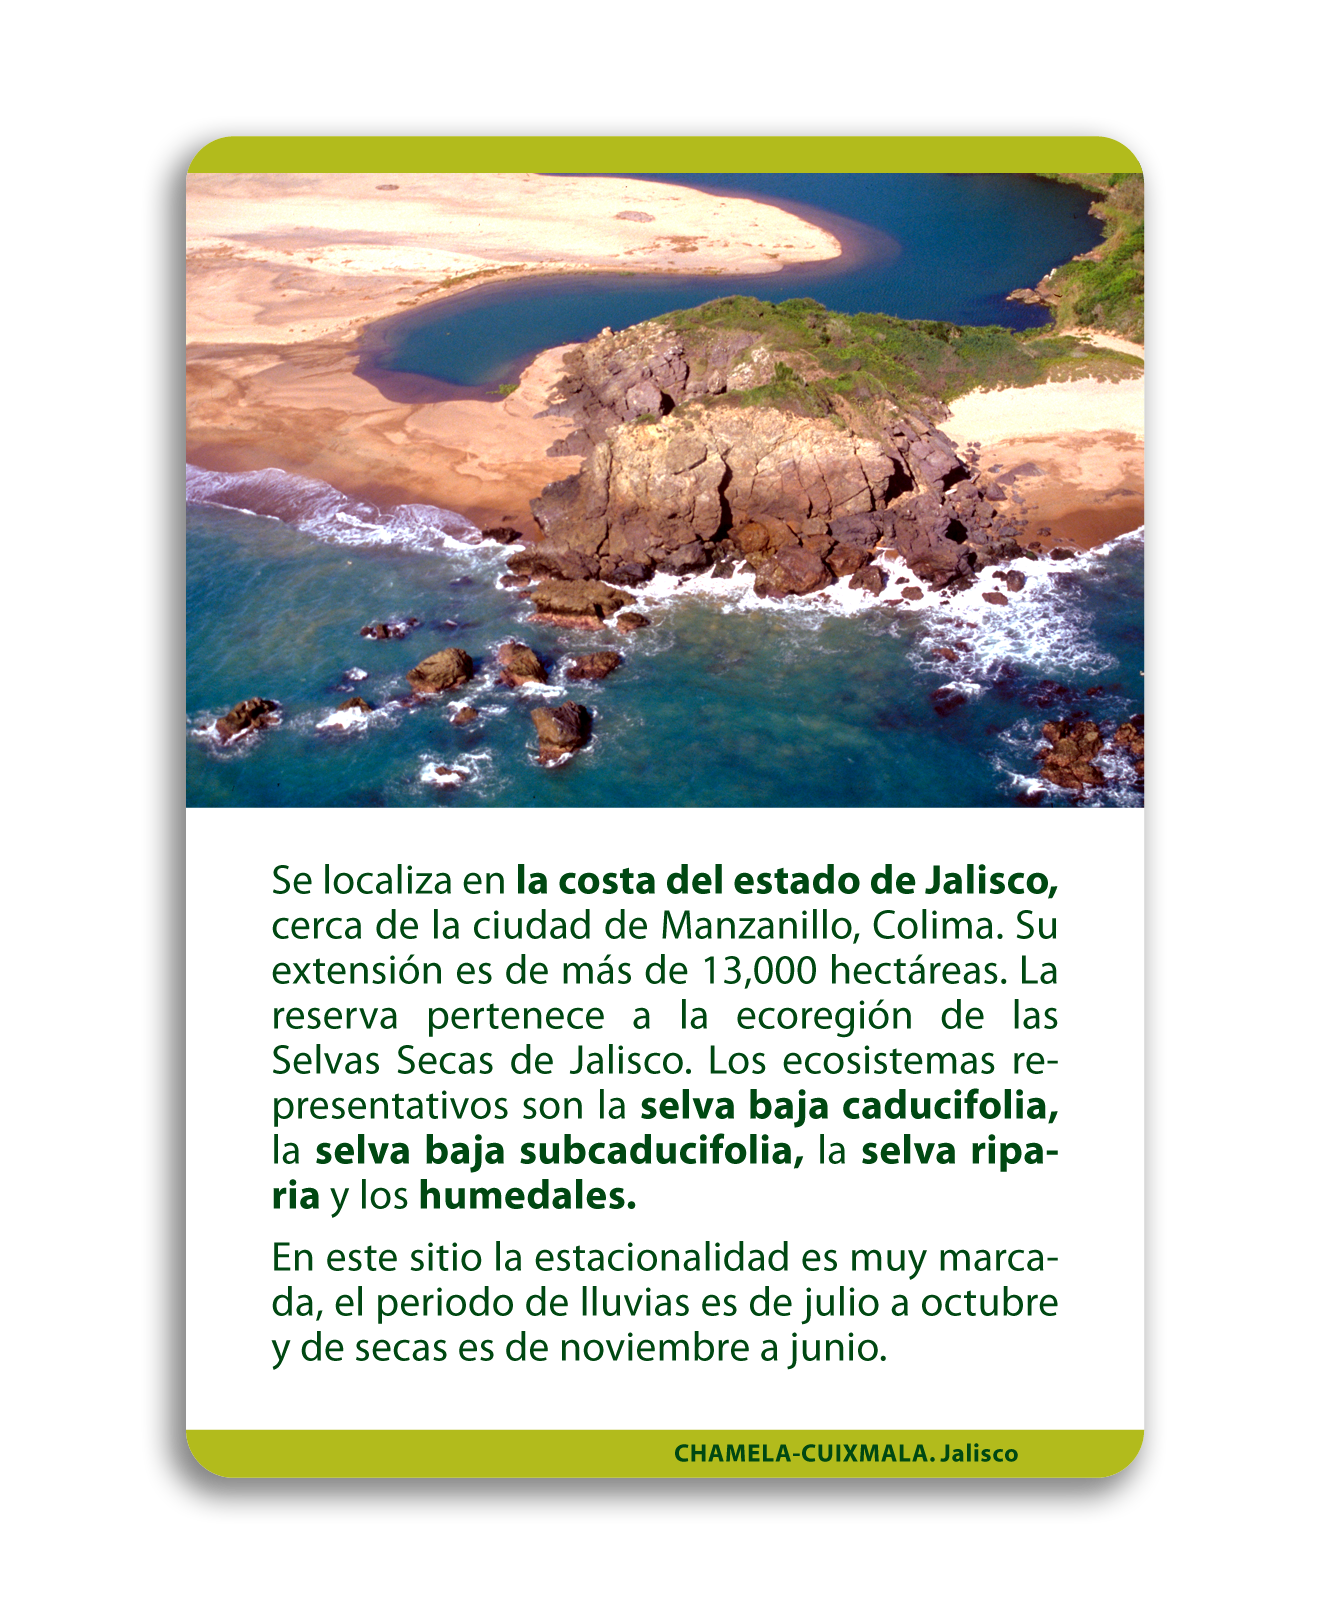 Se localiza en la costa del estado de Jalisco,
cerca de la ciudad de Manzanillo, Colima. Su
extensión es de más de 13,000 hectáreas. La
reserva pertenece a la ecoregión de las
Selvas Secas de Jalisco. Los ecosistemas re-
presentativos son la selva baja caducifolia,
la selva baja subcaducifolia, la selva ripa-
ria y los humedales.
En este sitio la estacionalidad es muy marca-
da, el periodo de lluvias es de julio a octubre
y de secas es de noviembre a junio.
CHAMELA-CUIXMALA. Jalisco